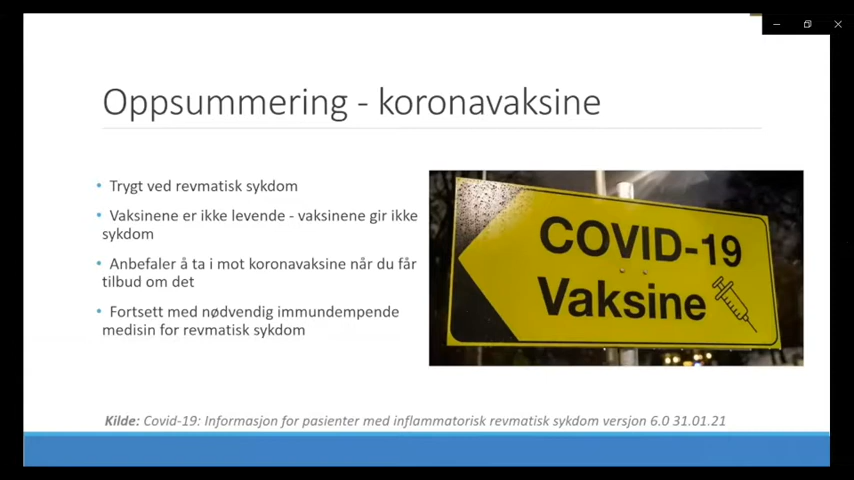 Oppsummering - koronavaksine
• Trygt ved revmatisk sykdom
• Vaksinene er ikke levende - vaksinene gir ikke
sykdom
• Anbefaler å ta i mot koronavaksine når du får
tilbud om det
• Fortsett med nødvendig immundempende
medisin for revmatisk sykdom
COVID-19
Vaksine
Kilde: Covid-19: Informasjon for pasienter med inflammatorisk revmatisk sykdom versjon 6.0 31.01.21